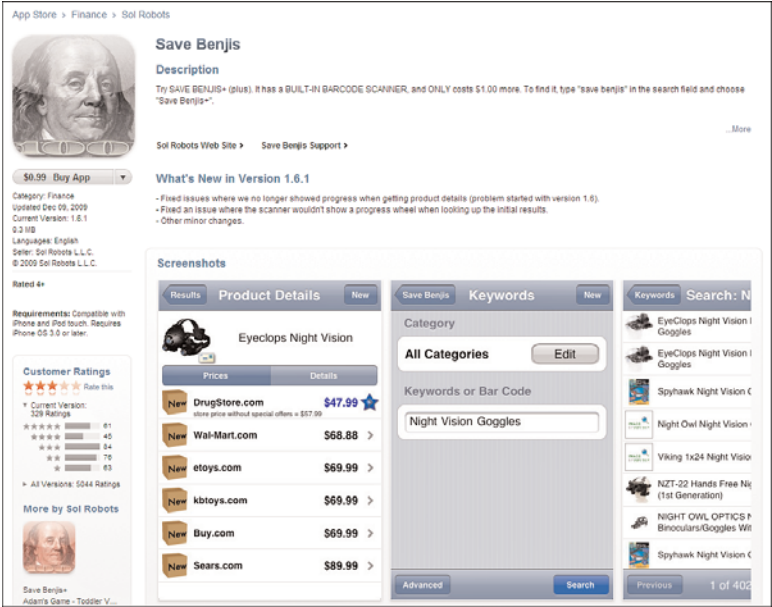 App Store > Finance > Sol Robots
Save Benjis
Description
Try SAVE BENJIS+ (plus). It has a BUILT-IN BARCODE SCANNER, and ONLY costs $1.00 more. To find it, type "save benjis" in the search field and choose
"Save Benjis+".
...More
Sol Robots Web Site > Save Benjis Support >
$0.99 Buy App
What's New in Version 1.6.1
- Fixed issues where we no longer showed progress when getting product details (problem started with version 1.6).
- Fixed an issue where the scanner wouldn't show a progress wheel when looking up the initial results.
- Other minor changes.
Category: Finance
Updated Dec 09, 2009
Current Version: 1.6.1
0.3 MB
Languages: English
Seller: Sol Robots L.L.C.
© 2009 Sol Robots L.L.C.
Rated 4+
Requirements: Compatible with
iPhone and iPod touch. Requires
iPhone OS 3.0 or later.
Customer Ratings
Rate this
Current Version:
329 Ratings
61
45
84
76
63
All Versions: 5044 Ratings
More by Sol Robots
Save Benjis+
Adam's Game - Toddler V...
Screenshots
Results Product Details New
Eyeclops Night Vision
Prices Details
New DrugStore.com $47.99
store price without special offers = $57.99
New Wal-Mart.com $68.88 >
New etoys.com $69.99 >
New kbtoys.com $69.99 >
New Buy.com $69.99 >
New Sears.com $89.99 >
Save Benjis Keywords New
Category
All Categories Edit
Keywords or Bar Code
Night Vision Goggles
Advanced Search
Keywords Search: N
EyeClops Night Vision
Goggles
EyeClops Night Vision
Goggles
Spyhawk Night Vision
Night Owl Night Vision
Viking 1x24 Night Visio
NZT-22 Hands Free Nig
(1st Generation)
NIGHT OWL OPTICS
Binoculars/Goggles Wit
Spyhawk Night Vision
Previous 1 of 402